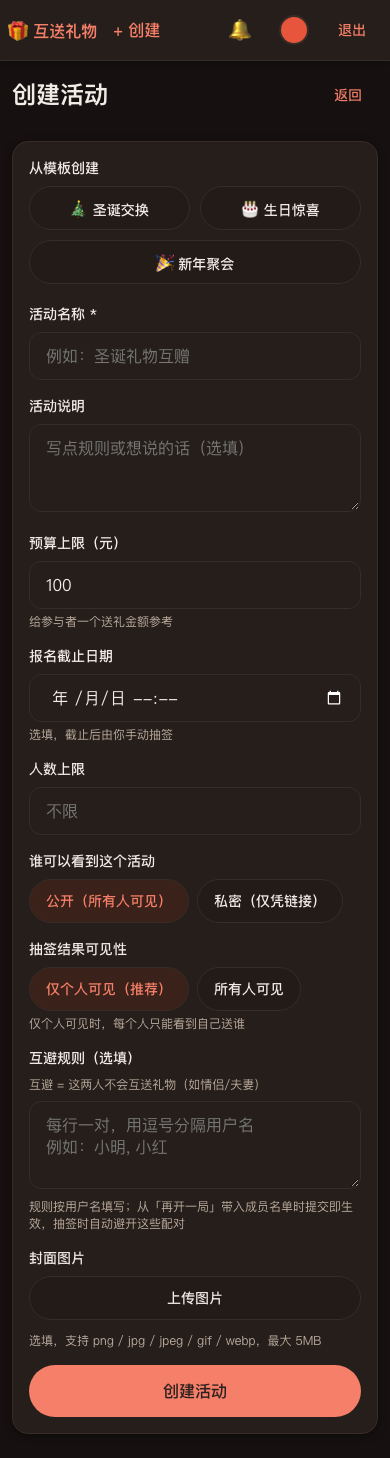 互送礼物 + 创建 退出
创建活动 返回
从模板创建
圣诞交换 生日惊喜
新年聚会
活动名称 *
例如：圣诞礼物互赠
活动说明
写点规则或想说的话（选填）
预算上限（元）
100
给参与者一个送礼金额参考
报名截止日期
年 /月/日 --:--
选填，截止后由你手动抽签
人数上限
不限
谁可以看到这个活动
公开（所有人可见） 私密（仅凭链接）
抽签结果可见性
仅个人可见（推荐） 所有人可见
仅个人可见时，每个人只能看到自己送谁
互避规则（选填）
互避 = 这两人不会互送礼物（如情侣/夫妻）
每行一对，用逗号分隔用户名
例如：小明, 小红
规则按用户名填写；从「再开一局」带入成员名单时提交即生
效，抽签时自动避开这些配对
封面图片
上传图片
选填，支持 png / jpg / jpeg / gif / webp，最大 5MB
创建活动